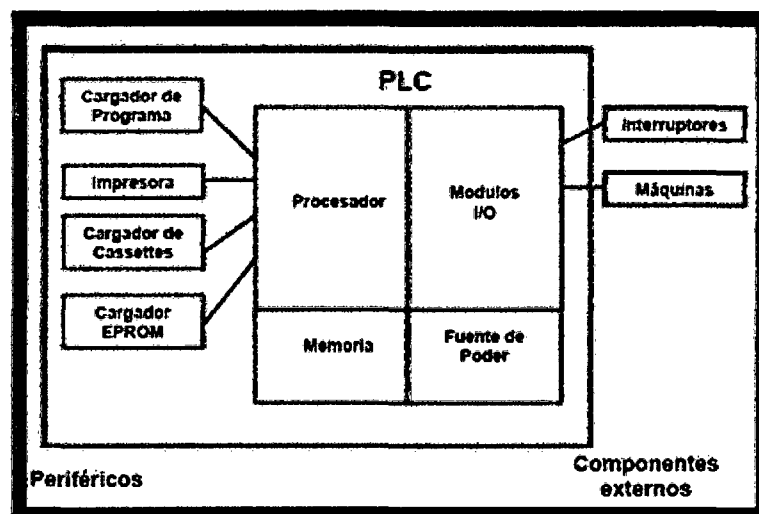 PLC
Cargador de
Programa
Impresora
Cargador de
Cassettes
Cargador
EPROM
Procesador
Modulos
I/O
Memoria
Fuente de
Poder
Interruptores
Máquinas
Periféricos
Componentes
externos